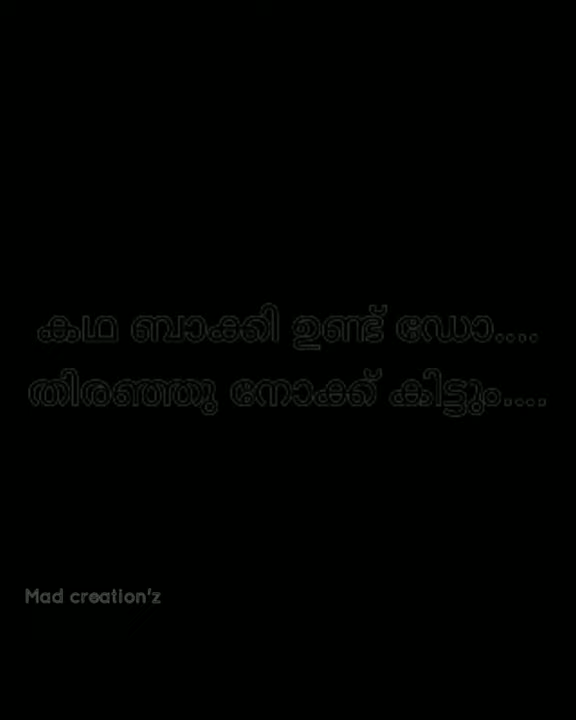 കഥ ബാക്കി ഉണ്ട് ഡോ....
തിരഞ്ഞു നോക്ക് കിട്ടും....
Mad creation'z